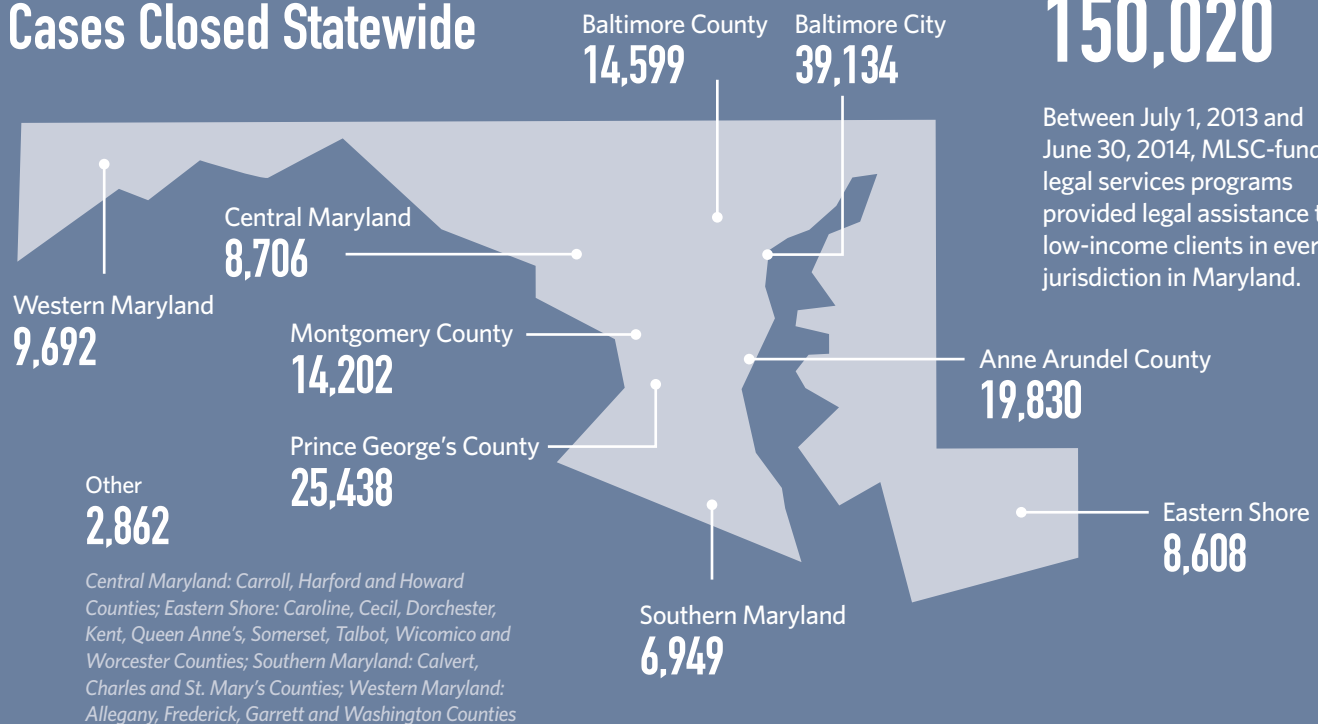 Cases Closed Statewide
Baltimore County
14,599
Baltimore City
39,134
150,020
Between July 1, 2013 and
June 30, 2014, MLSC-fund
legal services programs
provided legal assistance t
low-income clients in ever
jurisdiction in Maryland.
Central Maryland
8,706
Western Maryland
9,692
Montgomery County
14,202
Anne Arundel County
19,830
Prince George's County
25,438
Other
2,862
Eastern Shore
8,608
Southern Maryland
6,949
Central Maryland: Carroll, Harford and Howard
Counties; Eastern Shore: Caroline, Cecil, Dorchester,
Kent, Queen Anne's, Somerset, Talbot, Wicomico and
Worcester Counties; Southern Maryland: Calvert,
Charles and St. Mary's Counties; Western Maryland:
Allegany, Frederick, Garrett and Washington Counties